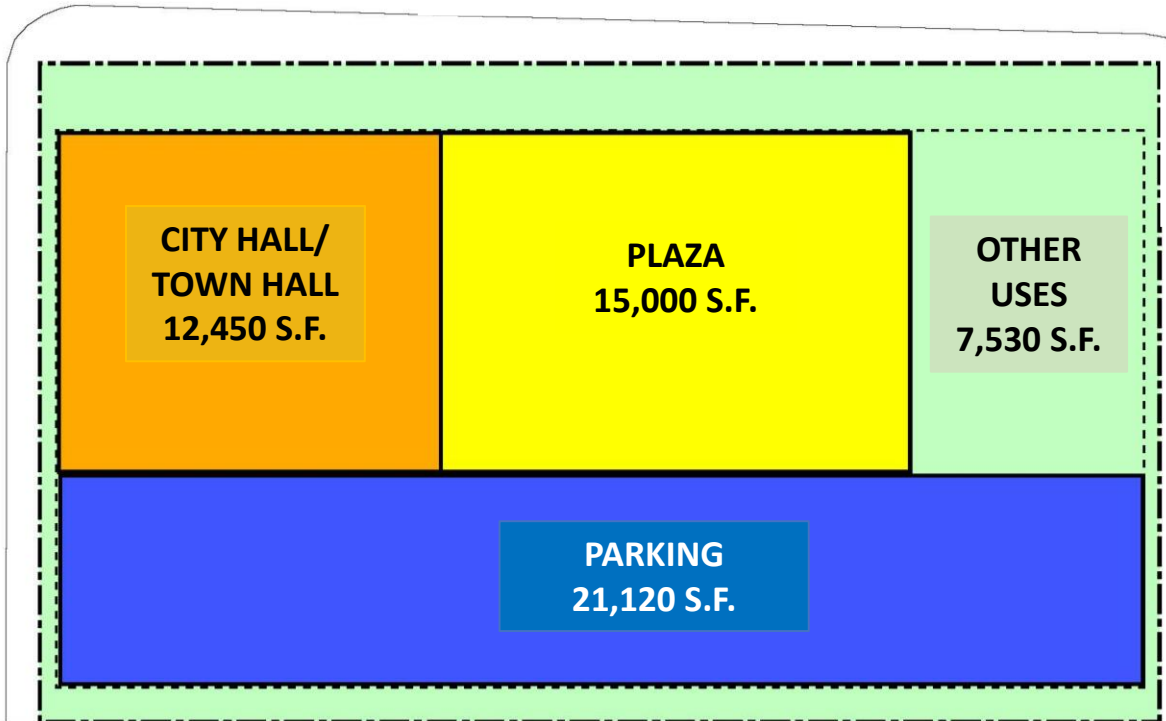 CITY HALL/
TOWN HALL
12,450 S.F.
PLAZA
15,000 S.F.
OTHER
USES
7,530 S.F.
PARKING
21,120 S.F.